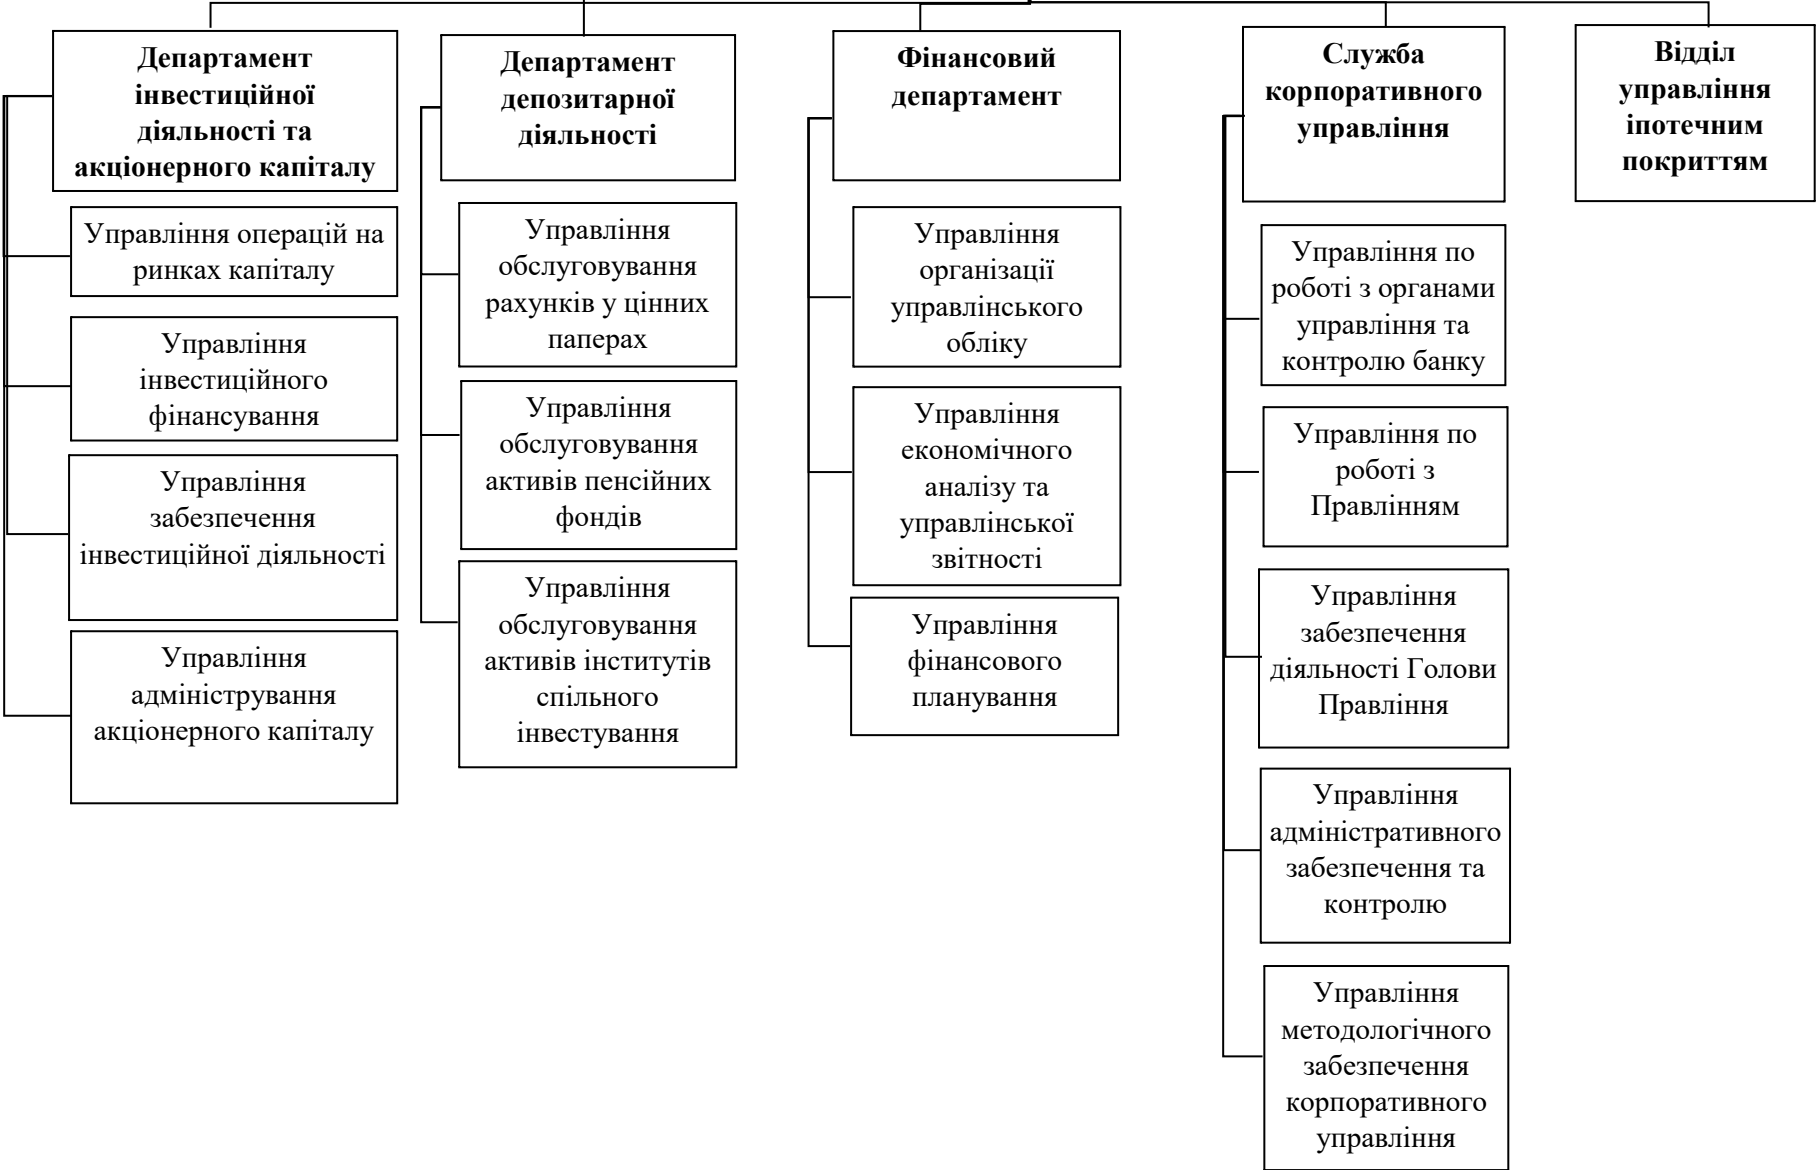 Департамент
інвестиційної
діяльності та
акціонерного капіталу
Управління операцій на
ринках капіталу
Управління
інвестиційного
фінансування
Управління
забезпечення
інвестиційної діяльності
Управління
адміністрування
акціонерного капіталу
Департамент
депозитарної
діяльності
Управління
обслуговування
рахунків у цінних
паперах
Управління
обслуговування
активів пенсійних
фондів
Управління
обслуговування
активів інститутів
спільного
інвестування
Фінансовий
департамент
Управління
організації
управлінського
обліку
Управління
економічного
аналізу та
управлінської
звітності
Управління
фінансового
планування
Служба
корпоративного
управління
Управління по
роботі з органами
управління та
контролю банку
Управління по
роботі з
Правлінням
Управління
забезпечення
діяльності Голови
Правління
Управління
адміністративного
забезпечення та
контролю
Управління
методологічного
забезпечення
корпоративного
управління
Відділ
управління
іпотечним
покриттям